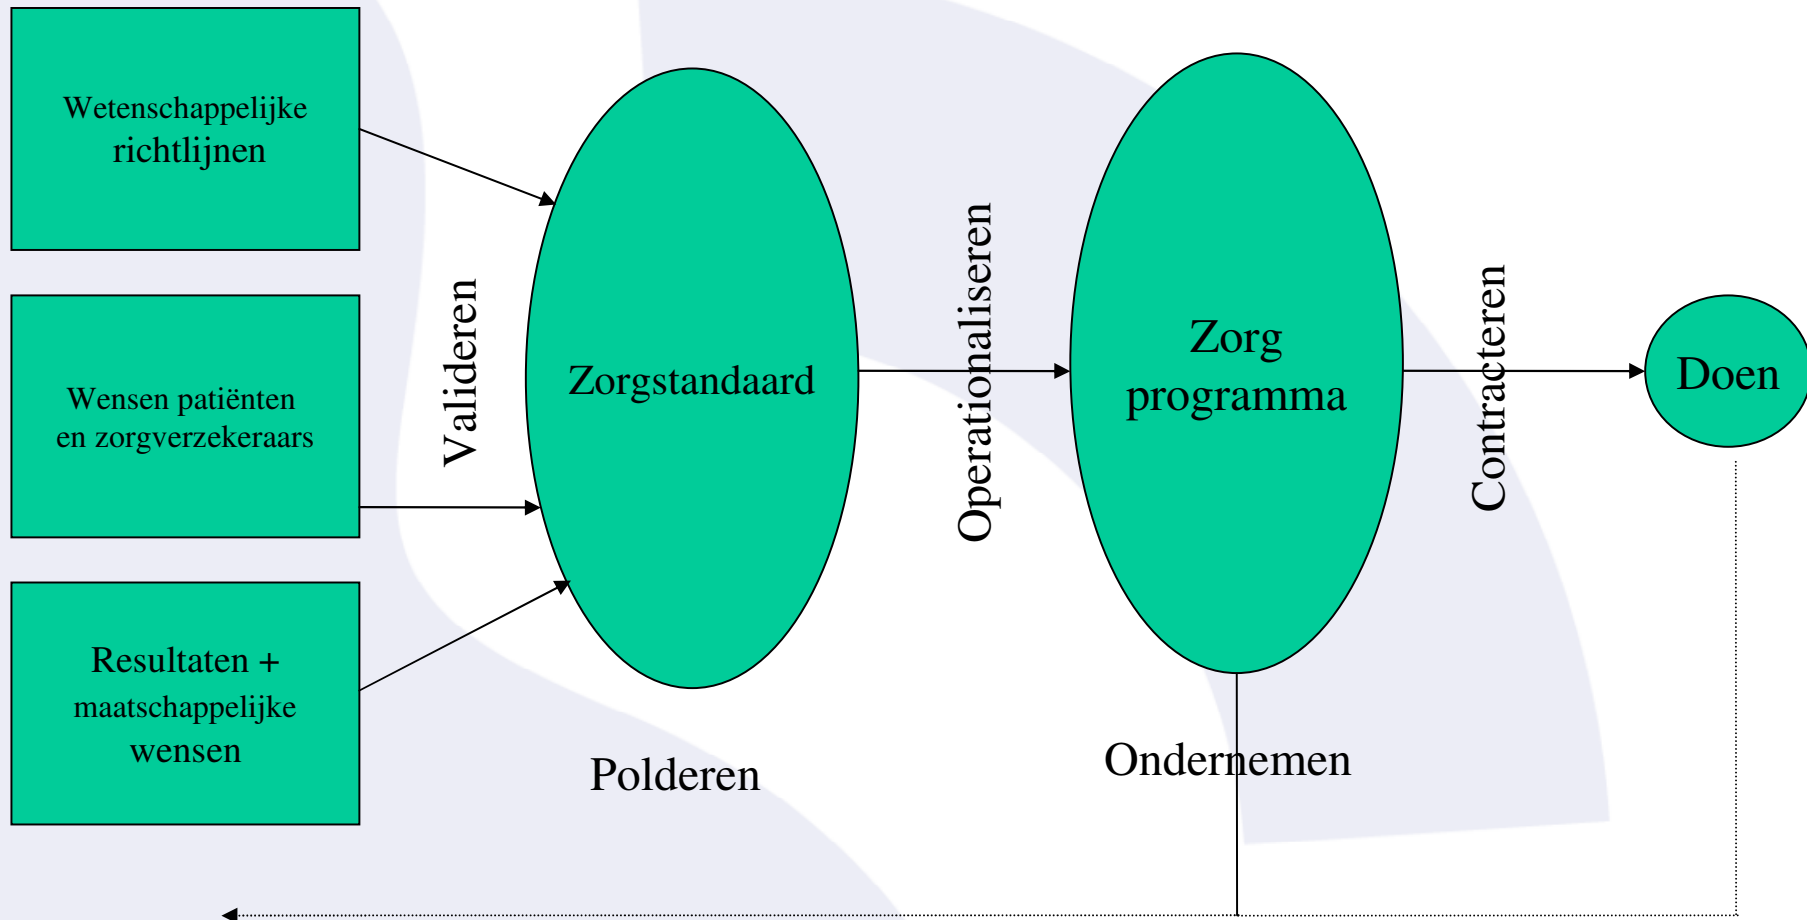 Wetenschappelijke
richtlijnen
Wensen patiënten
en zorgverzekeraars
Resultaten +
maatschappelijke
wensen
Valideren
Zorgstandaard
Polderen
Operationaliseren
Zorg
programma
Ondernemen
Contracteren
Doen